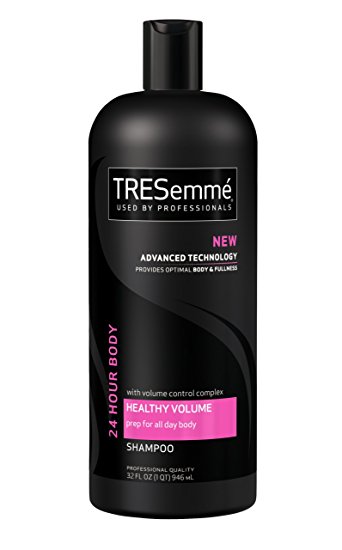 TRESemmé
USED BY PROFESSIONALS
NEW
ADVANCED TECHNOLOGY
PROVIDES OPTIMAL BODY & FULLNESS
24 HOUR BODY
with volume control complex
HEALTHY VOLUME
prep for all day body
SHAMPOO
PROFESSIONAL QUALITY
32 FL OZ (1 QT) 946 mL